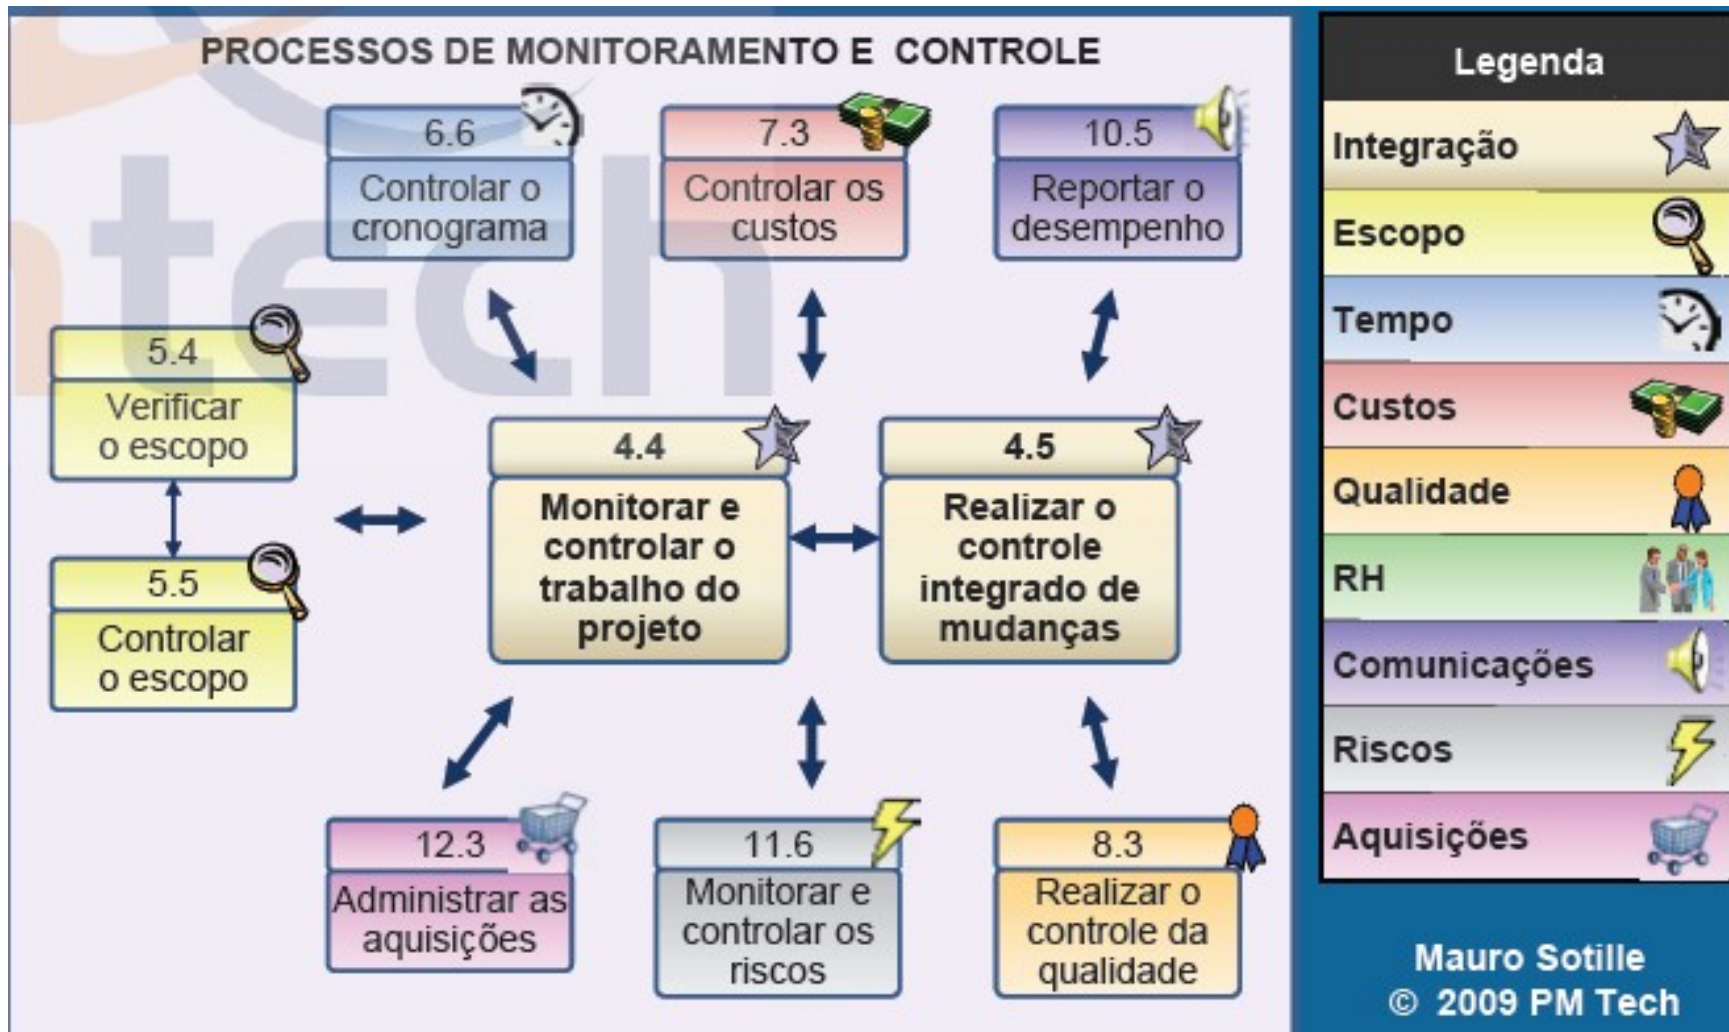 PROCESSOS DE MONITORAMENTO E CONTROLE
6.6
Controlar o
cronograma
7.3
Controlar os
custos
10.5
Reportar o
desempenho
5.4
Verificar
o escopo
5.5
Controlar
o escopo
4.4
Monitorar e
controlar o
trabalho do
projeto
4.5
Realizar o
controle
integrado de
mudanças
12.3
Administrar as
aquisições
11.6
Monitorar e
controlar os
riscos
8.3
Realizar o
controle da
qualidade
Legenda
Integração
Escopo
Tempo
Custos
Qualidade
RH
Comunicações
Riscos
Aquisições
Mauro Sotille
© 2009 PM Tech
tech